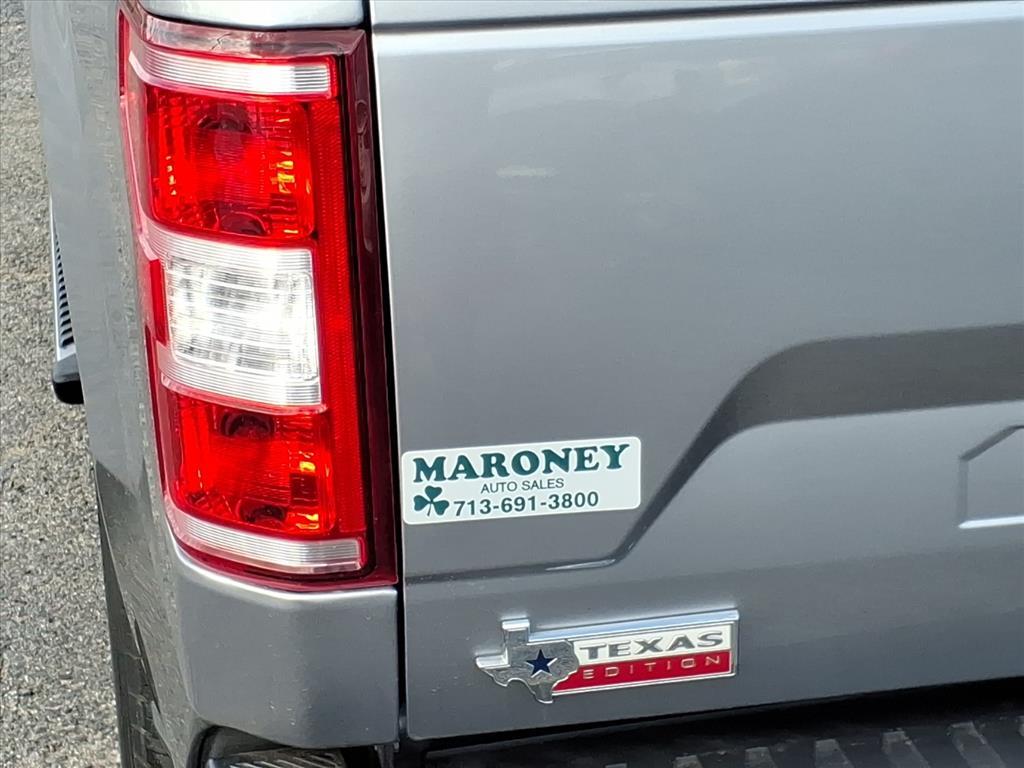 MARONEY
AUTO SALES
713-691-3800
TEXAS
EDITION